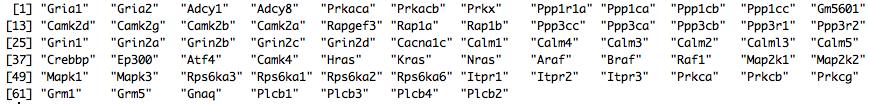 [1] "Gria1" "Gria2" "Adcy1" "Adcy8" "Prkaca" "Prkacb" "Prkx" "Ppp1r1a" "Ppp1ca" "Ppp1cb" "Ppp1cc" "Gm5601"
[13] "Camk2d" "Camk2g" "Camk2b" "Camk2a" "Rapgef3" "Rap1a" "Rap1b" "Ppp3cc" "Ppp3ca" "Ppp3cb" "Ppp3r1" "Ppp3r2"
[25] "Grin1" "Grin2a" "Grin2b" "Grin2c" "Grin2d" "Cacna1c" "Calm1" "Calm4" "Calm3" "Calm2" "Calml3" "Calm5"
[37] "Crebbp" "Ep300" "Atf4" "Camk4" "Hras" "Kras" "Nras" "Araf" "Braf" "Raf1" "Map2k1" "Map2k2"
[49] "Mapk1" "Mapk3" "Rps6ka3" "Rps6ka1" "Rps6ka2" "Rps6ka6" "Itpr1" "Itpr2" "Itpr3" "Prkca" "Prkcb" "Prkcg"
[61] "Grm1" "Grm5" "Gnaq" "Plcb1" "Plcb3" "Plcb4" "Plcb2"